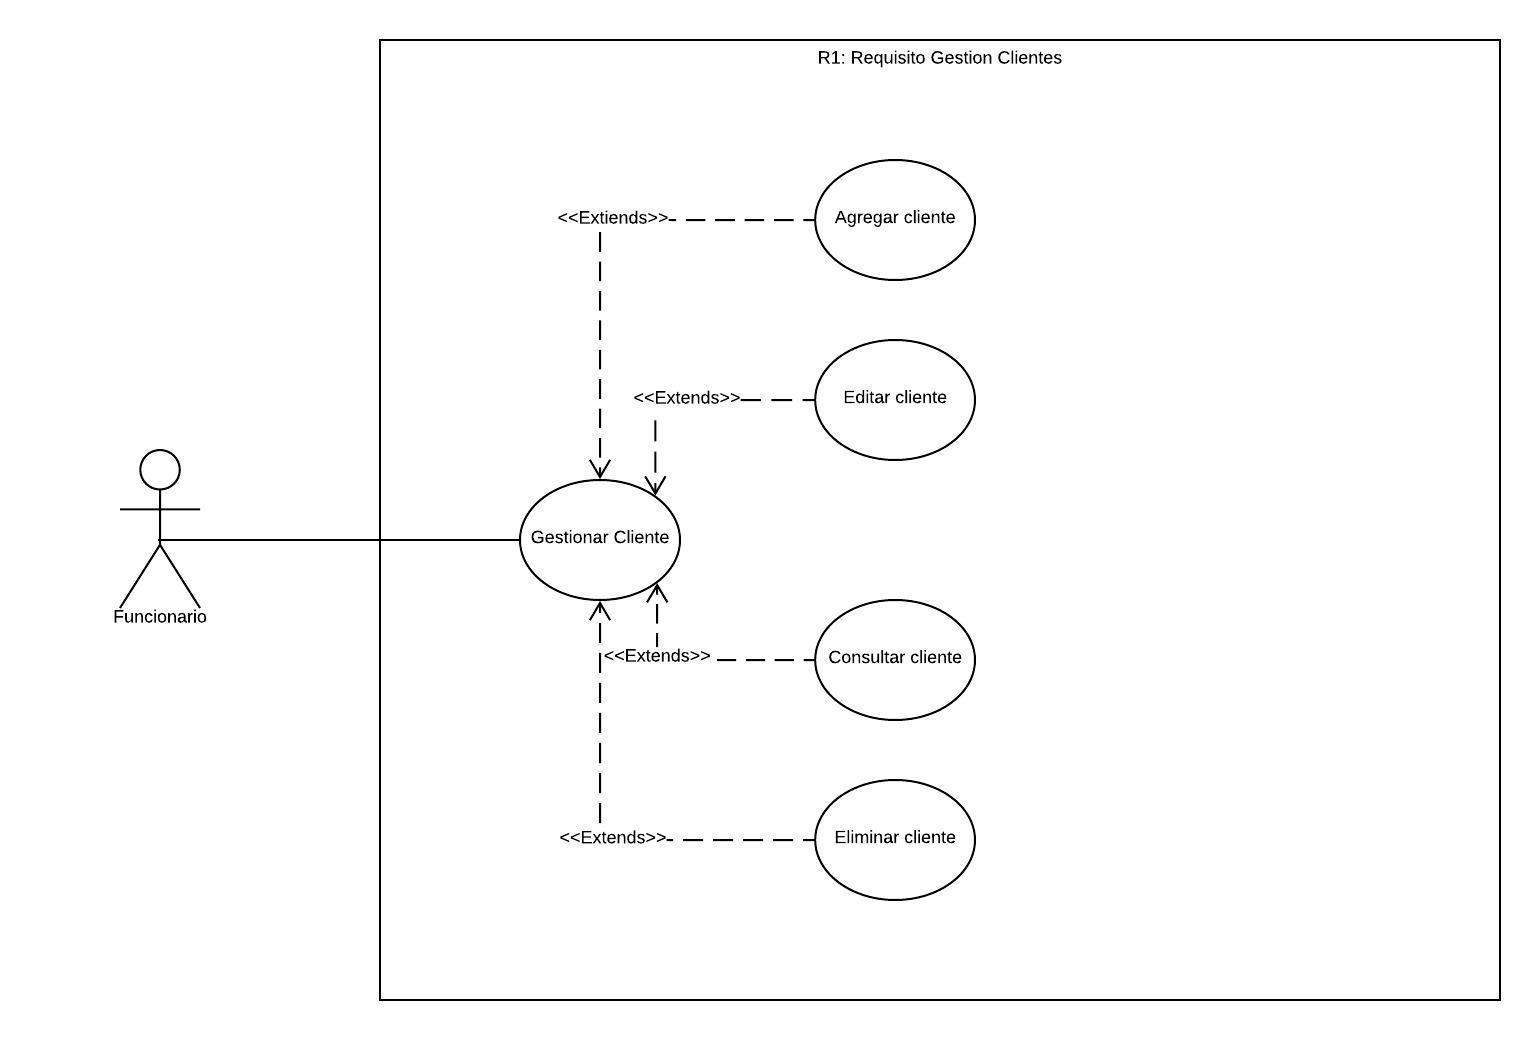 R1: Requisito Gestion Clientes
<<Extiends>>
Agregar cliente
<<Extends>>
Editar cliente
Gestionar Cliente
Funcionario
<<Extends>>
Consultar cliente
<<Extends>>
Eliminar cliente